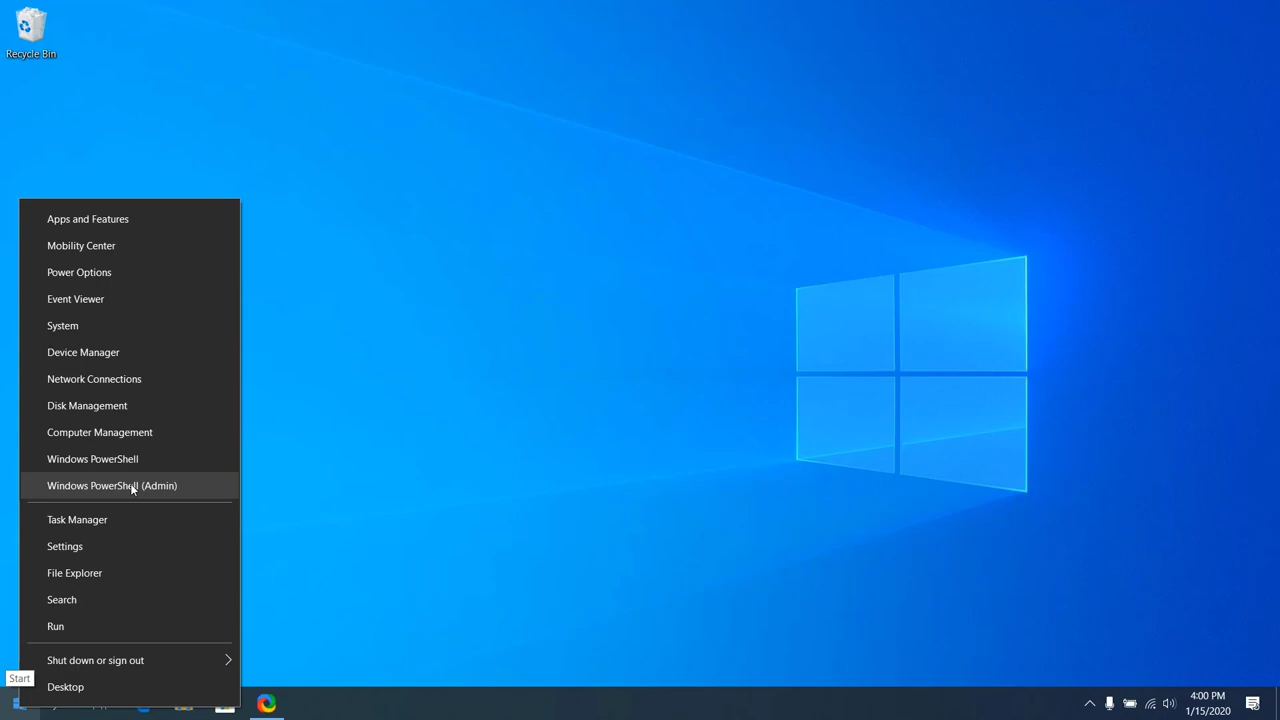 Recycle Bin
Apps and Features
Mobility Center
Power Options
Event Viewer
System
Device Manager
Network Connections
Disk Management
Computer Management
Windows PowerShell
Windows PowerShell (Admin)
Task Manager
Settings
File Explorer
Search
Run
Shut down or sign out
Desktop
Start
4:00 PM
1/15/2020